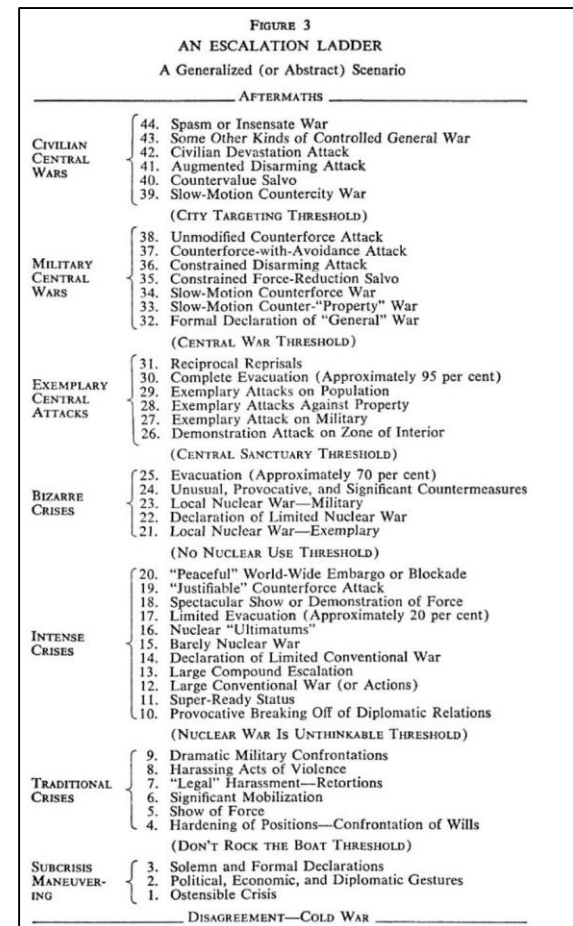 FIGURE 3
AN ESCALATION LADDER
A Generalized (or Abstract) Scenario
AFTERMATHS
CIVILIAN
CENTRAL
WARS
44. Spasm or Insensate War
43. Some Other Kinds of Controlled General War
42. Civilian Devastation Attack
41. Augmented Disarming Attack
40. Countervalue Salvo
39. Slow-Motion Countercity War
(CITY TARGETING THRESHOLD)
MILITARY
CENTRAL
WARS
38. Unmodified Counterforce Attack
37. Counterforce-with-Avoidance Attack
36. Constrained Disarming Attack
35. Constrained Force-Reduction Salvo
34. Slow-Motion Counterforce War
33. Slow-Motion Counter-"Property" War
32. Formal Declaration of "General" War
(CENTRAL WAR THRESHOLD)
EXEMPLARY
CENTRAL
ATTACKS
31. Reciprocal Reprisals
30. Complete Evacuation (Approximately 95 per cent)
29. Exemplary Attacks on Population
28. Exemplary Attacks Against Property
27. Exemplary Attack on Military
26. Demonstration Attack on Zone of Interior
(CENTRAL SANCTUARY THRESHOLD)
BIZARRE
CRISES
25. Evacuation (Approximately 70 per cent)
24. Unusual, Provocative, and Significant Countermeasures
23. Local Nuclear War—Military
22. Declaration of Limited Nuclear War
21. Local Nuclear War—Exemplary
(NO NUCLEAR USE THRESHOLD)
INTENSE
CRISES
20. "Peaceful" World-Wide Embargo or Blockade
19. "Justifiable" Counterforce Attack
18. Spectacular Show or Demonstration of Force
17. Limited Evacuation (Approximately 20 per cent)
16. Nuclear "Ultimatums"
15. Barely Nuclear War
14. Declaration of Limited Conventional War
13. Large Compound Escalation
12. Large Conventional War (or Actions)
11. Super-Ready Status
10. Provocative Breaking Off of Diplomatic Relations
(NUCLEAR WAR IS UNTHINKABLE THRESHOLD)
TRADITIONAL
CRISES
9. Dramatic Military Confrontations
8. Harassing Acts of Violence
7. "Legal" Harassment—Retortions
6. Significant Mobilization
5. Show of Force
4. Hardening of Positions—Confrontation of Wills
(DON'T ROCK THE BOAT THRESHOLD)
SUBCRISIS
MANEUVER-
ING
3. Solemn and Formal Declarations
2. Political, Economic, and Diplomatic Gestures
1. Ostensible Crisis
DISAGREEMENT—COLD WAR